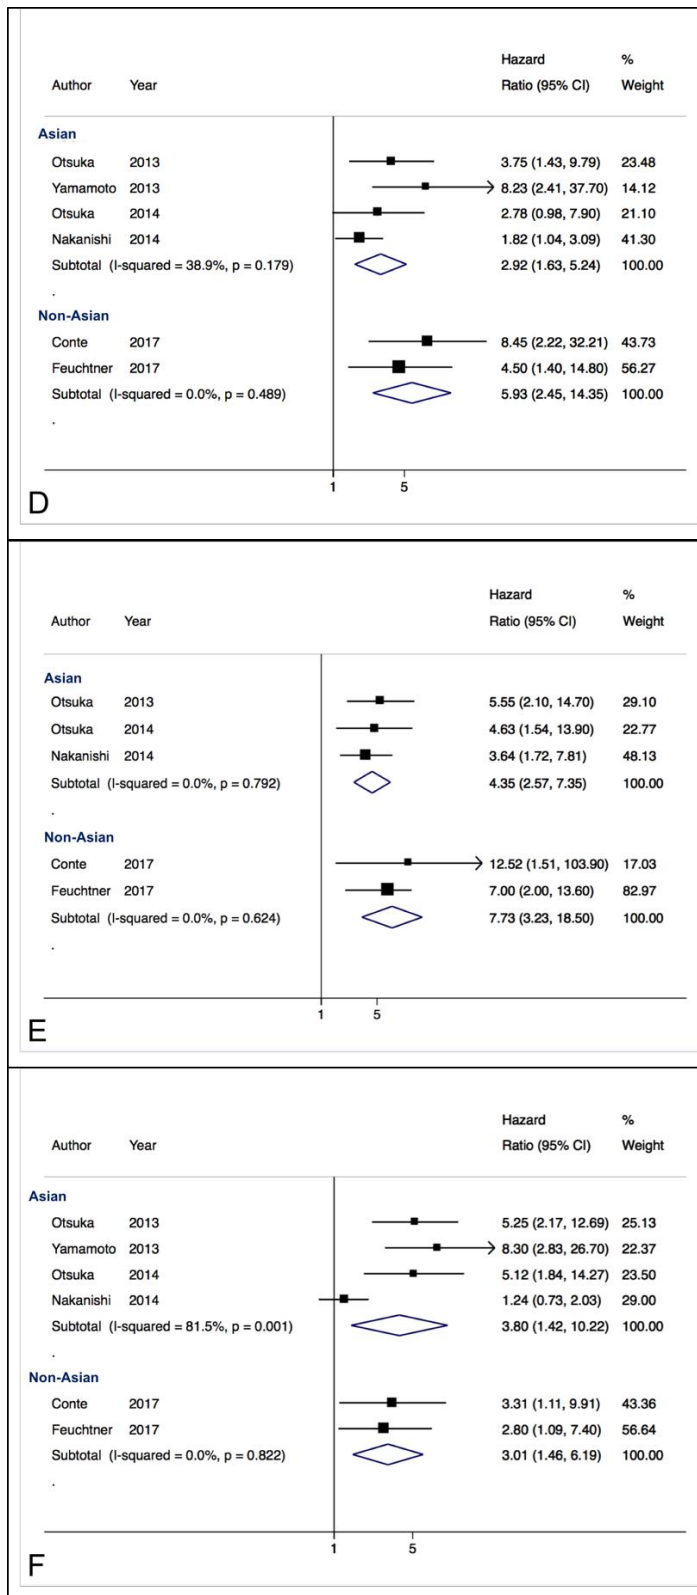 Hazard %
Author Year Ratio (95% CI) Weight
Asian
Otsuka 2013 3.75 (1.43, 9.79) 23.48
Yamamoto 2013 8.23 (2.41, 37.70) 14.12
Otsuka 2014 2.78 (0.98, 7.90) 21.10
Nakanishi 2014 1.82 (1.04, 3.09) 41.30
Subtotal (I-squared = 38.9%, p = 0.179) 2.92 (1.63, 5.24) 100.00
.
Non-Asian
Conte 2017 8.45 (2.22, 32.21) 43.73
Feuchtner 2017 4.50 (1.40, 14.80) 56.27
Subtotal (I-squared = 0.0%, p = 0.489) 5.93 (2.45, 14.35) 100.00
.
1 5
D
Hazard %
Author Year Ratio (95% CI) Weight
Asian
Otsuka 2013 5.55 (2.10, 14.70) 29.10
Otsuka 2014 4.63 (1.54, 13.90) 22.77
Nakanishi 2014 3.64 (1.72, 7.81) 48.13
Subtotal (I-squared = 0.0%, p = 0.792) 4.35 (2.57, 7.35) 100.00
.
Non-Asian
Conte 2017 12.52 (1.51, 103.90) 17.03
Feuchtner 2017 7.00 (2.00, 13.60) 82.97
Subtotal (I-squared = 0.0%, p = 0.624) 7.73 (3.23, 18.50) 100.00
.
1 5
E
Hazard %
Author Year Ratio (95% CI) Weight
Asian
Otsuka 2013 5.25 (2.17, 12.69) 25.13
Yamamoto 2013 8.30 (2.83, 26.70) 22.37
Otsuka 2014 5.12 (1.84, 14.27) 23.50
Nakanishi 2014 1.24 (0.73, 2.03) 29.00
Subtotal (I-squared = 81.5%, p = 0.001) 3.80 (1.42, 10.22) 100.00
.
Non-Asian
Conte 2017 3.31 (1.11, 9.91) 43.36
Feuchtner 2017 2.80 (1.09, 7.40) 56.64
Subtotal (I-squared = 0.0%, p = 0.822) 3.01 (1.46, 6.19) 100.00
.
1 5
F